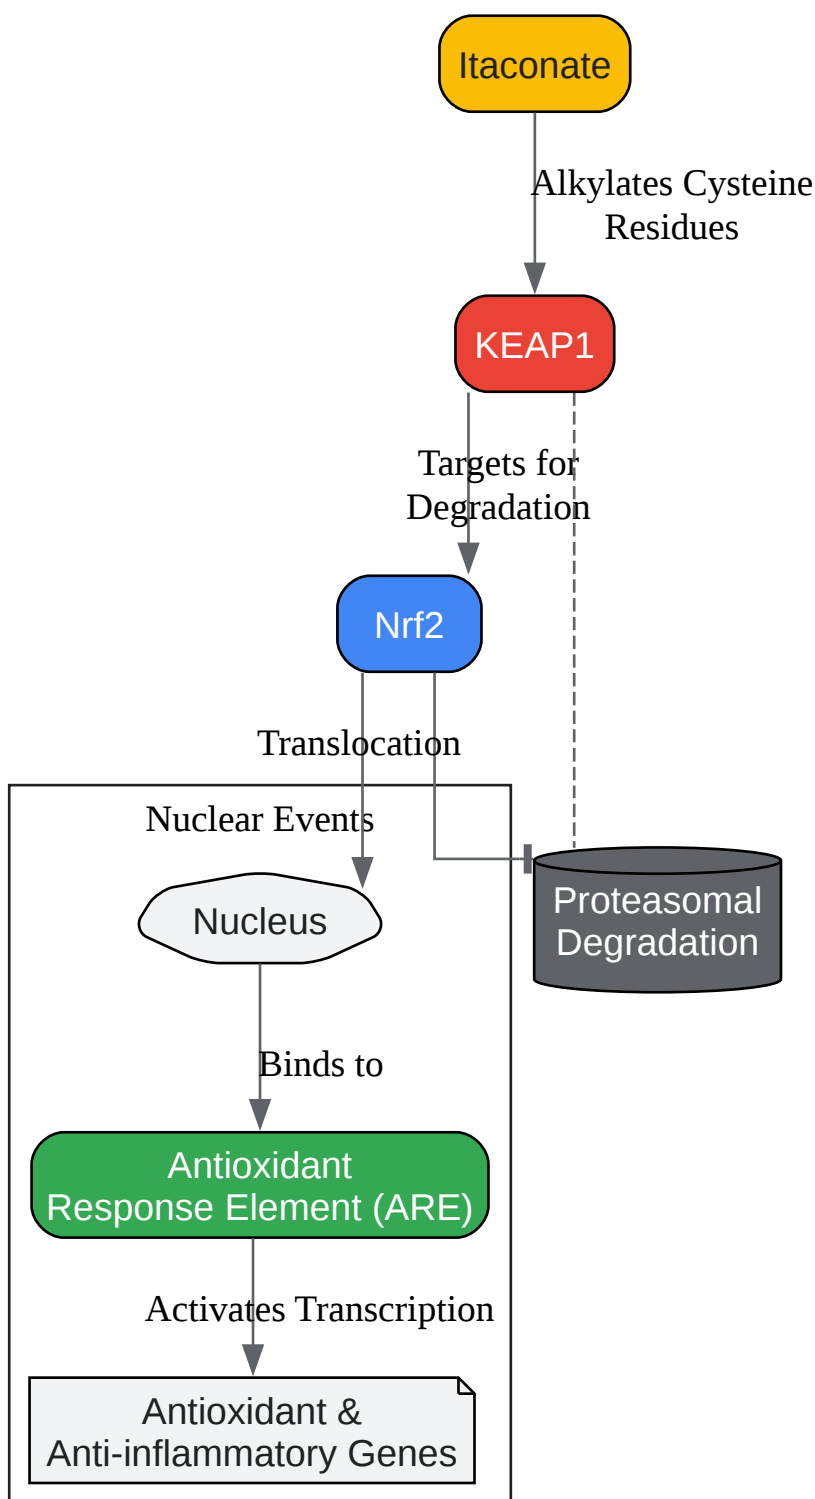 Itaconate
Alkylates Cysteine
Residues
KEAP1
Targets for
Degradation
Nrf2
Translocation
Nuclear Events
Nucleus
Proteasomal
Degradation
Binds to
Antioxidant
Response Element (ARE)
Activates Transcription
Antioxidant &
Anti-inflammatory Genes